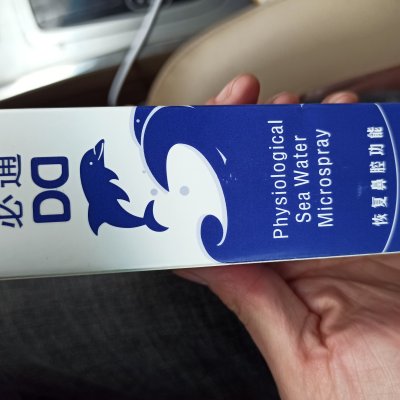 必通
DD
Physiological
Sea Water
Microspray
恢复鼻腔功能